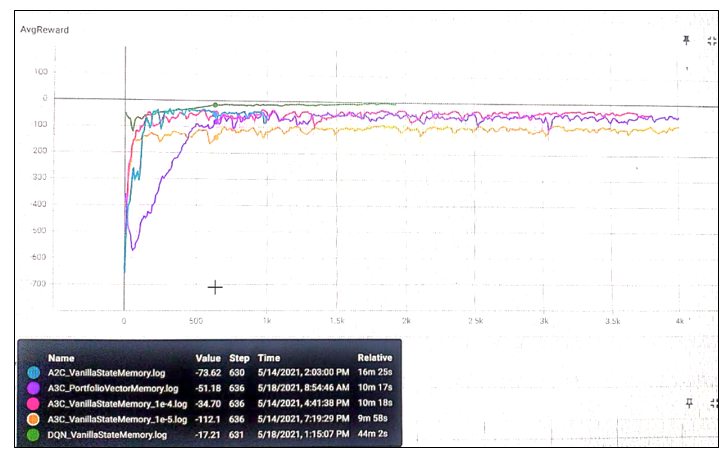 AvgReward
100
0
-100
-200
-300
-400
-500
-600
-700
0 500 1k 1.5k 2k 2.5k 3k 3.5k 4k
Name Value Step Time Relative
A2C_VanillaStateMemory.log -73.62 630 5/14/2021, 2:03:00 PM 16m 25s
A3C_PortfolioVectorMemory.log -51.18 636 5/18/2021, 8:54:46 AM 10m 17s
A3C_VanillaStateMemory_1e-4.log -34.70 636 5/14/2021, 4:41:38 PM 10m 18s
A3C_VanillaStateMemory_1e-5.log -112.1 636 5/14/2021, 7:19:29 PM 9m 58s
DQN_VanillaStateMemory.log -17.21 631 5/18/2021, 1:15:07 PM 44m 2s